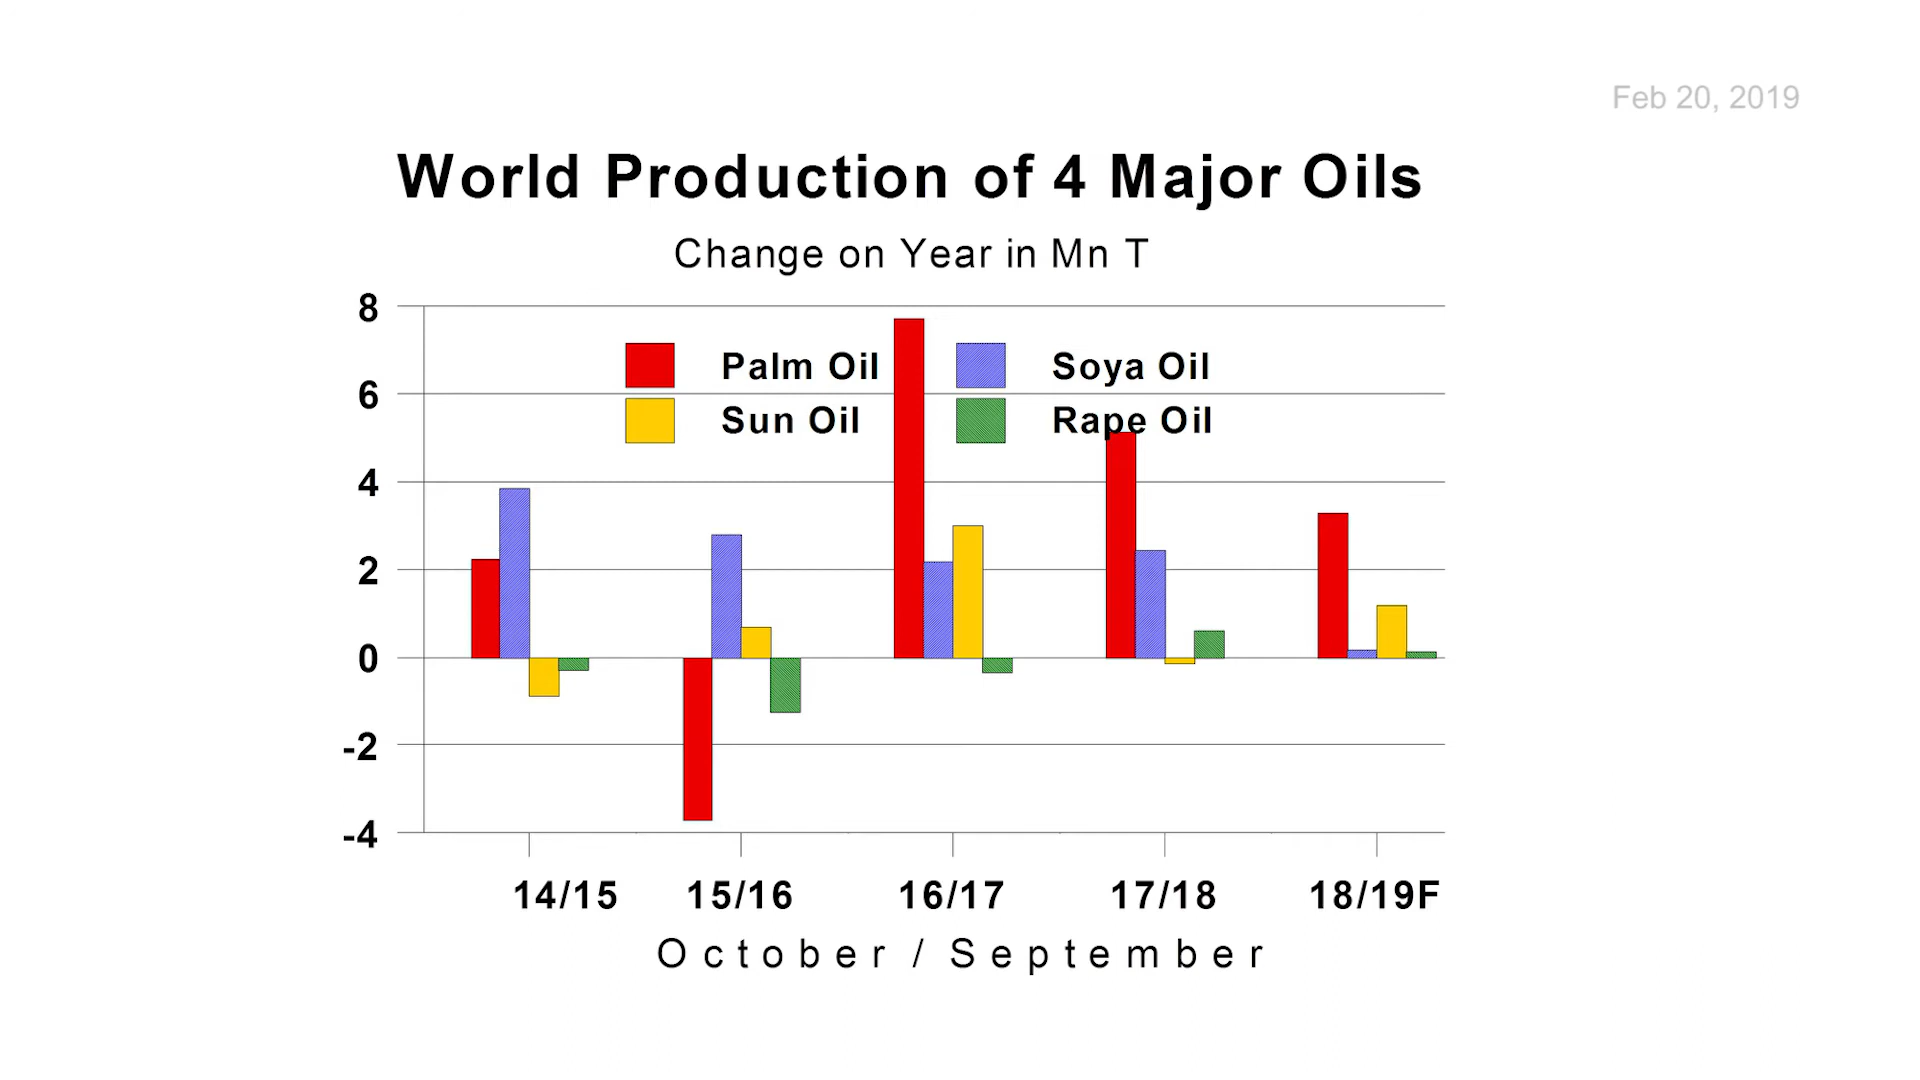 Feb 20, 2019
World Production of 4 Major Oils
Change on Year in Mn T
8
Palm Oil Soya Oil
6
Sun Oil Rape Oil
4
2
0
-2
-4
14/15 15/16 16/17 17/18 18/19F
October / September